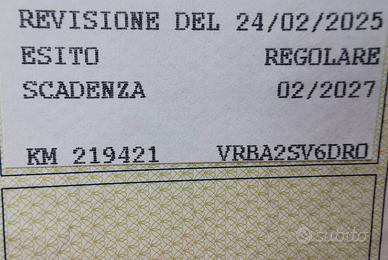 REVISIONE DEL 24/02/2025
ESITO REGOLARE
SCADENZA 02/2027
KM 219421 VRBA2SV6DRO
subito